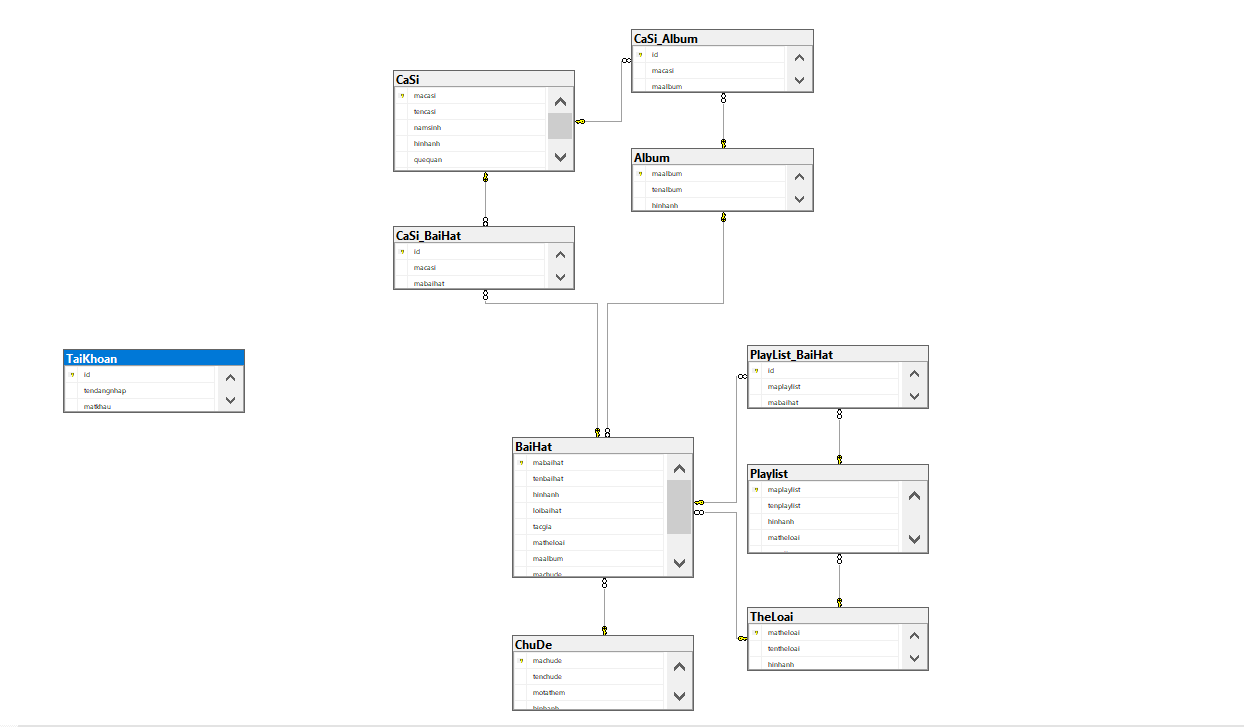 CaSi_Album
id
macasi
maalbum
CaSi
macasi
tencasi
namsinh
hinhanh
quequan
Album
maalbum
tenalbum
hinhanh
CaSi_BaiHat
id
macasi
mabaihat
TaiKhoan
id
tendangnhap
matkhau
PlayList_BaiHat
id
maplaylist
mabaihat
BaiHat
mabaihat
tenbaihat
hinhanh
loibaihat
tacgia
matheloai
maalbum
machude
Playlist
maplaylist
tenplaylist
hinhanh
matheloai
TheLoai
matheloai
tentheloai
hinhanh
ChuDe
machude
tenchude
motathem
hinhanh